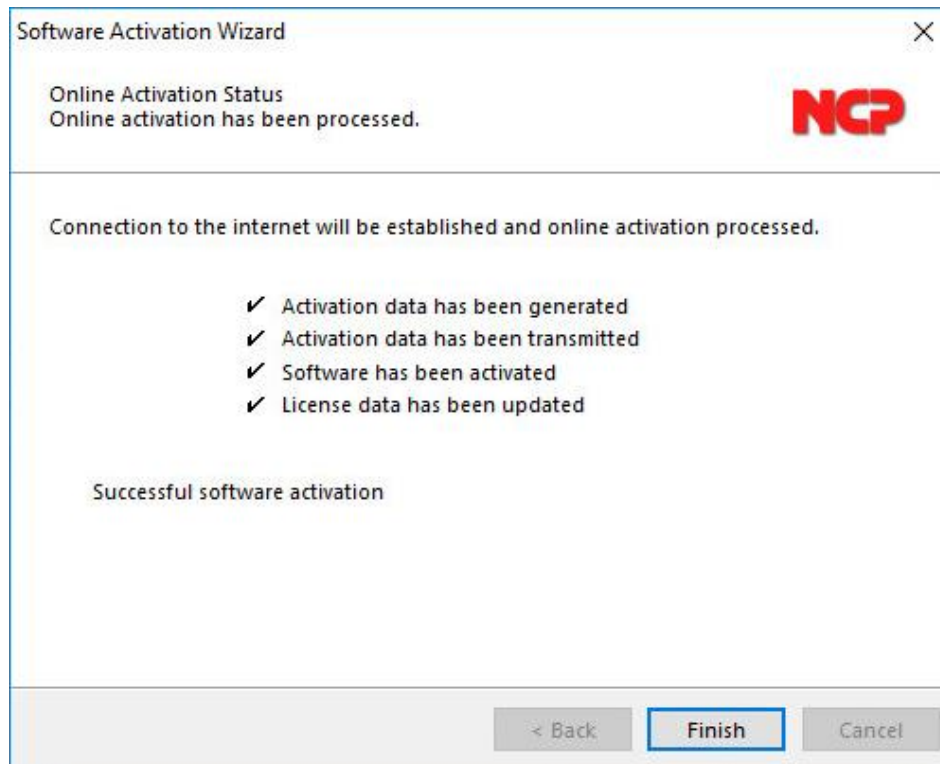 Software Activation Wizard
Online Activation Status
Online activation has been processed.
NCP
Connection to the internet will be established and online activation processed.
✔ Activation data has been generated
✔ Activation data has been transmitted
✔ Software has been activated
✔ License data has been updated
Successful software activation
< Back Finish Cancel